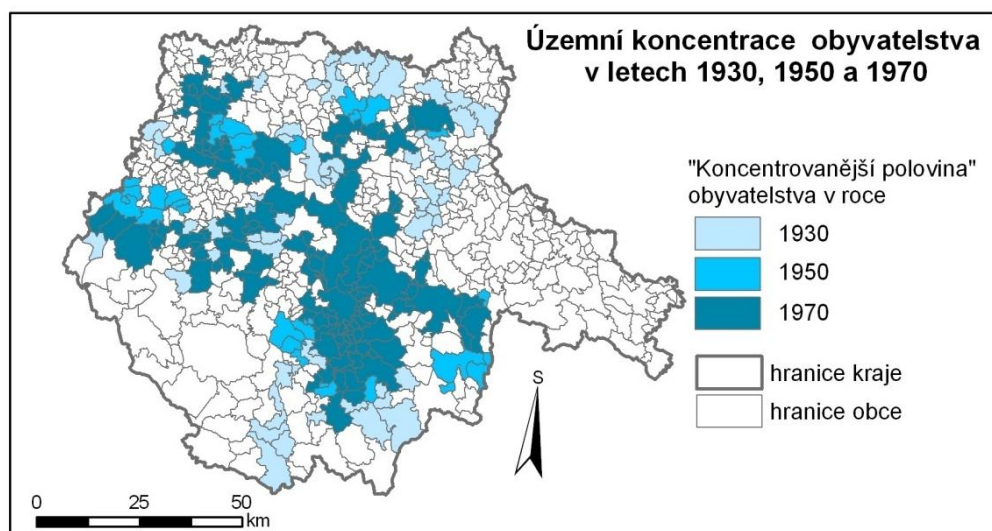 Územní koncentrace obyvatelstva
v letech 1930, 1950 a 1970
"Koncentrovanější polovina"
obyvatelstva v roce
1930
1950
1970
hranice kraje
hranice obce
S
0 25 50
km